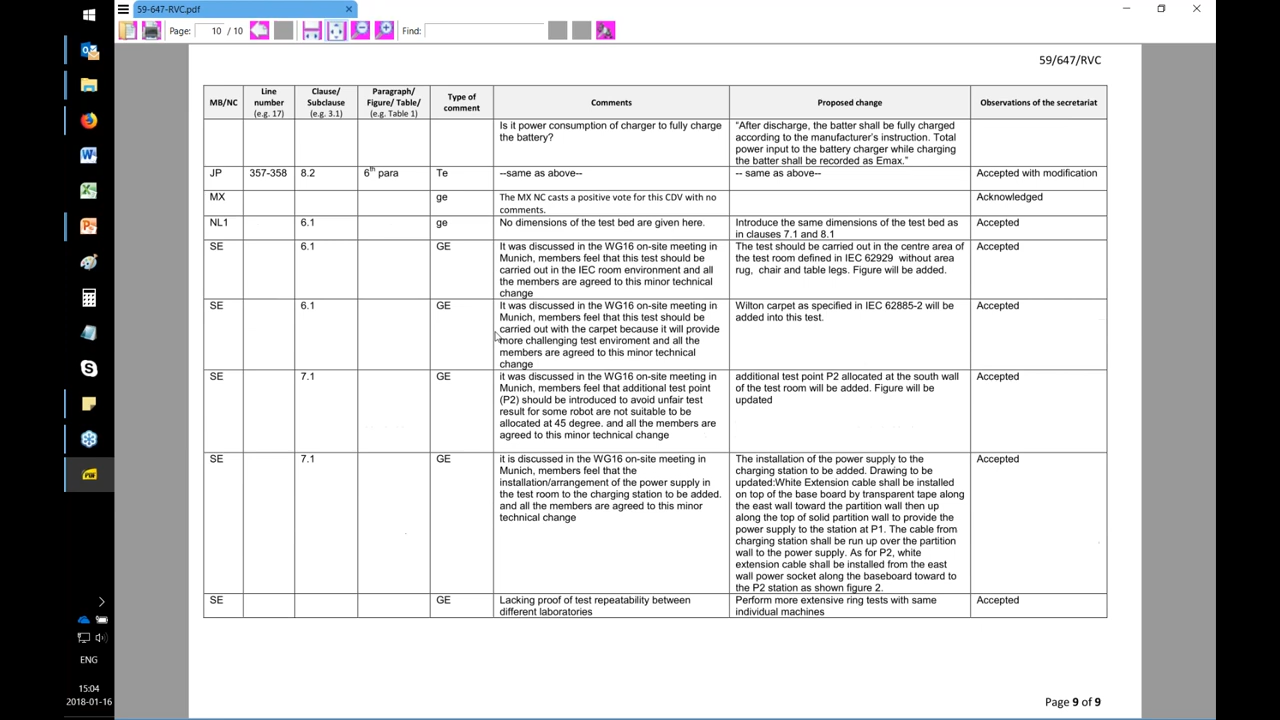 59-647-RVC.pdf
Page: 10 / 10 Find:
59/647/RVC
MB/NC
Line
number
(e.g. 17)
Clause/
Subclause
(e.g. 3.1)
Paragraph/
Figure/ Table/
(e.g. Table 1)
Type of
comment
Comments
Proposed change
Observations of the secretariat
Is it power consumption of charger to fully charge
the battery?
“After discharge, the batter shall be fully charged
according to the manufacturer’s instruction. Total
power input to the battery charger while charging
the batter shall be recorded as Emax.”
JP 357-358 8.2 6th para Te --same as above-- -- same as above-- Accepted with modification
MX ge
The MX NC casts a positive vote for this CDV with no
comments.
Acknowledged
NL1 6.1 ge No dimensions of the test bed are given here.
Introduce the same dimensions of the test bed as
in clauses 7.1 and 8.1
Accepted
SE 6.1 GE
It was discussed in the WG16 on-site meeting in
Munich, members feel that this test should be
carried out in the IEC room environment and all
the members are agreed to this minor technical
change
The test should be carried out in the centre area of
the test room defined in IEC 62929 without area
rug, chair and table legs. Figure will be added.
Accepted
SE 6.1 GE
It was discussed in the WG16 on-site meeting in
Munich, members feel that this test should be
carried out with the carpet because it will provide
more challenging test enviroment and all the
members are agreed to this minor technical
change
Wilton carpet as specified in IEC 62885-2 will be
added into this test.
Accepted
SE 7.1 GE
it was discussed in the WG16 on-site meeting in
Munich, members feel that additional test point
(P2) should be introduced to avoid unfair test
result for some robot are not suitable to be
allocated at 45 degree. and all the members are
agreed to this minor technical change
additional test point P2 allocated at the south wall
of the test room will be added. Figure will be
updated
Accepted
SE 7.1 GE
it is discussed in the WG16 on-site meeting in
Munich, members feel that the
installation/arrangement of the power supply in
the test room to the charging station to be added.
and all the members are agreed to this minor
technical change
The installation of the power supply to the
charging station to be added. Drawing to be
updated:White Extension cable shall be installed
on top of the base board by transparent tape along
the east wall toward the partition wall then up
along the top of solid partition wall to provide the
power supply to the station at P1. The cable from
charging station shall be run up over the partition
wall to the power supply. As for P2, white
extension cable shall be installed from the east
wall power socket along the baseboard toward to
the P2 station as shown figure 2.
Accepted
SE GE
Lacking proof of test repeatability between
different laboratories
Perform more extensive ring tests with same
individual machines
Accepted
Page 9 of 9
ENG
15:04
2018-01-16